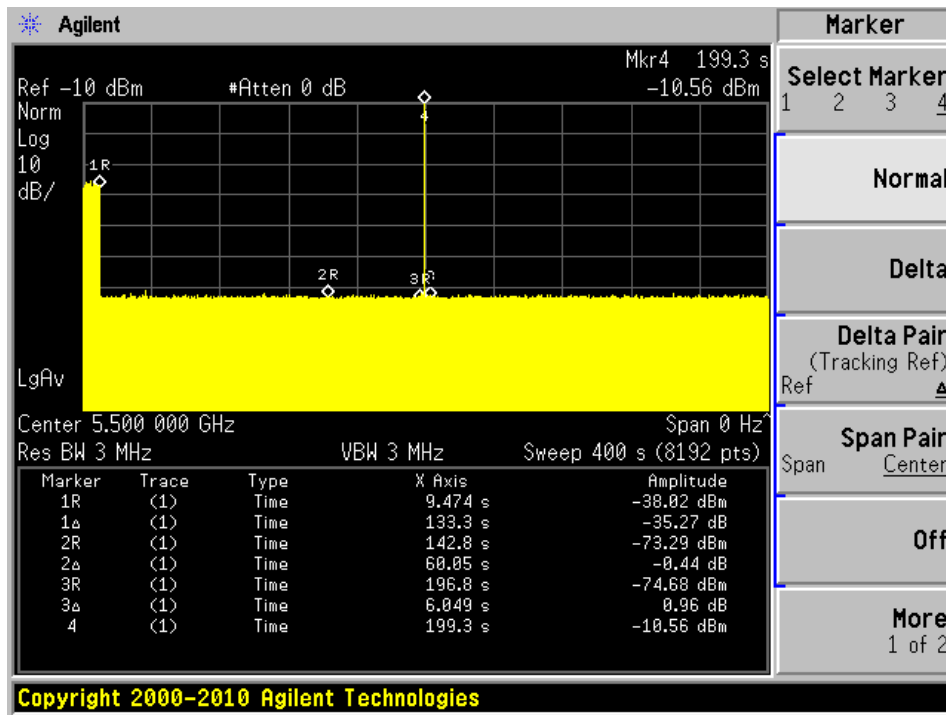 Agilent
Marker
Mkr4 199.3 s
Ref -10 dBm #Atten 0 dB -10.56 dBm
Norm
Log
10
dB/
4
1R
2R
3R
LgAv
Center 5.500 000 GHz Span 0 Hz^
Res BW 3 MHz VBW 3 MHz Sweep 400 s (8192 pts)
Marker Trace Type X Axis Amplitude
1R (1) Time 9.474 s -38.02 dBm
1Δ (1) Time 133.3 s -35.27 dB
2R (1) Time 142.8 s -73.29 dBm
2Δ (1) Time 60.05 s -0.44 dB
3R (1) Time 196.8 s -74.68 dBm
3Δ (1) Time 6.049 s 0.96 dB
4 (1) Time 199.3 s -10.56 dBm
Select Marker
1 2 3 4
Normal
Delta
Delta Pair
(Tracking Ref)
Ref Δ
Span Pair
Span Center
Off
More
1 of 2
Copyright 2000-2010 Agilent Technologies